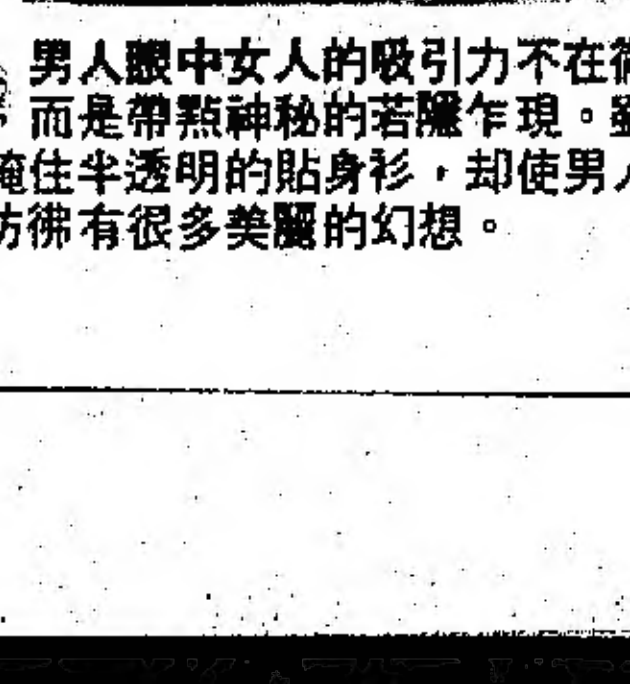 男人眼中女人的吸引力不在
而是帶點神秘的若隱乍現。
掩住半透明的貼身衫，却使男人
彷彿有很多美麗的幻想。